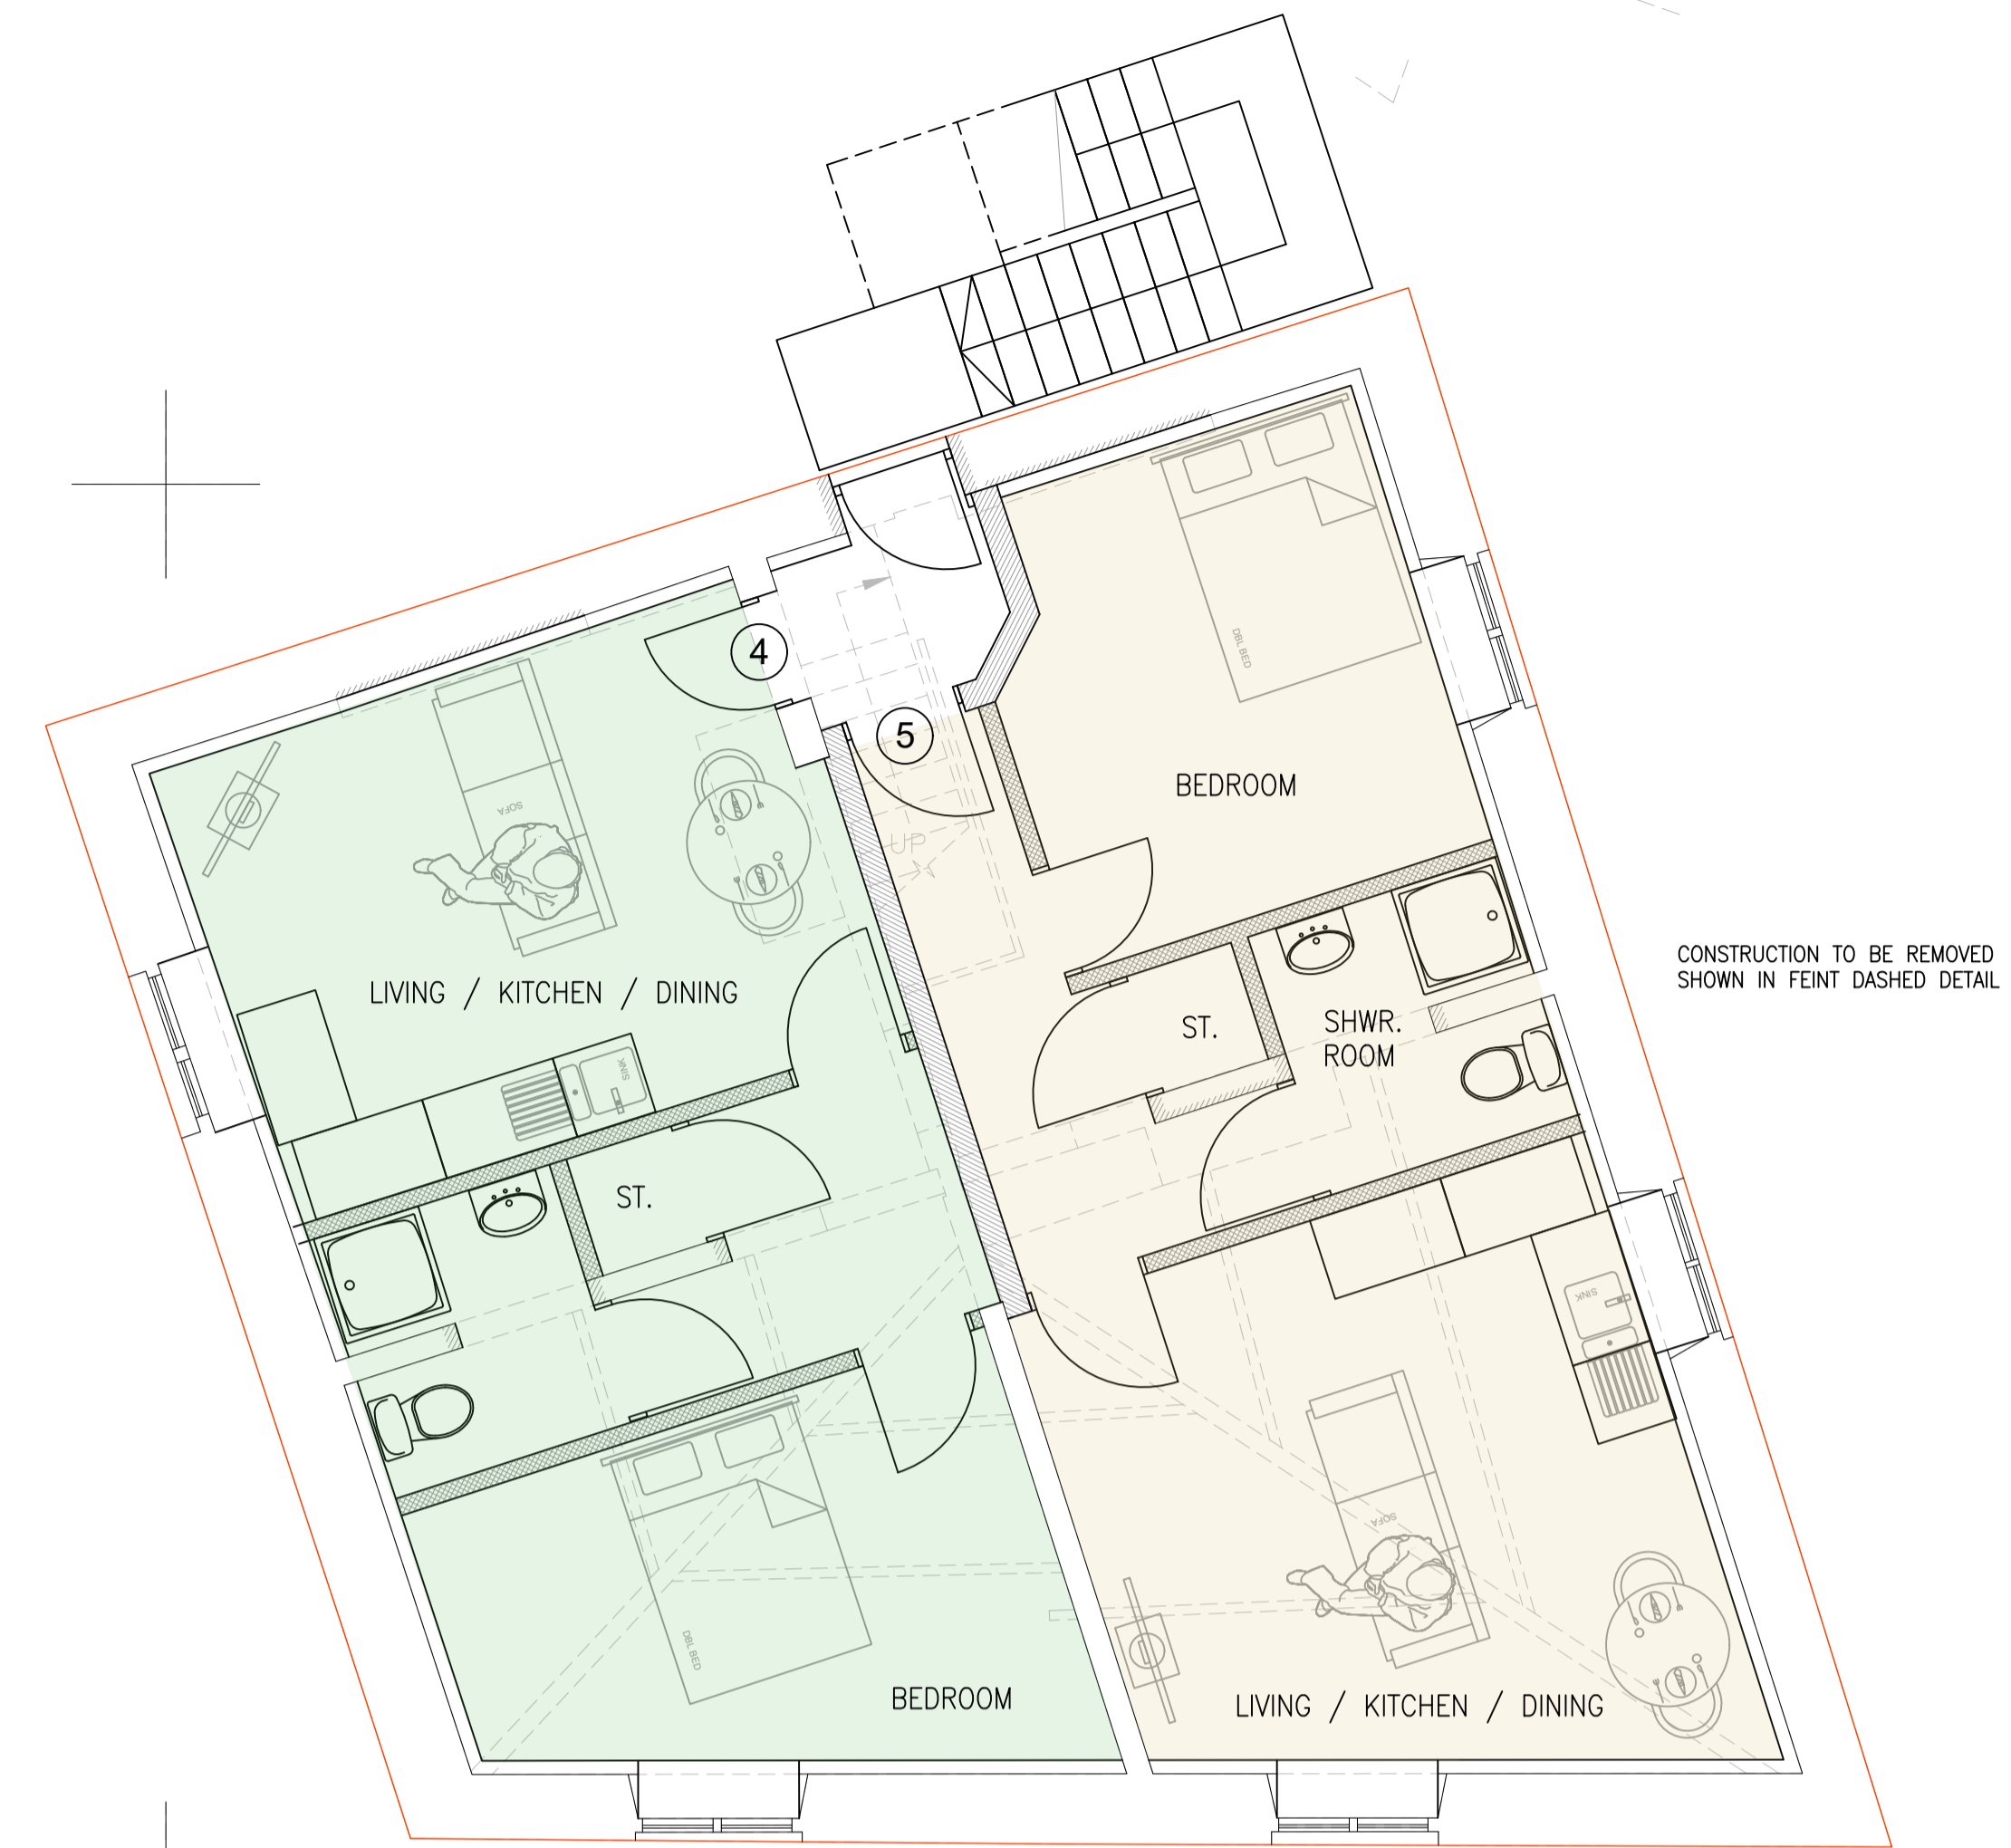 4
5
DBL BED
BEDROOM
SOFA
UP
LIVING / KITCHEN / DINING
CONSTRUCTION TO BE REMOVED
SHOWN IN FEINT DASHED DETAIL
ST.
SHWR.
ROOM
SINK
ST.
SINK
SOFA
DBL BED
BEDROOM
LIVING / KITCHEN / DINING